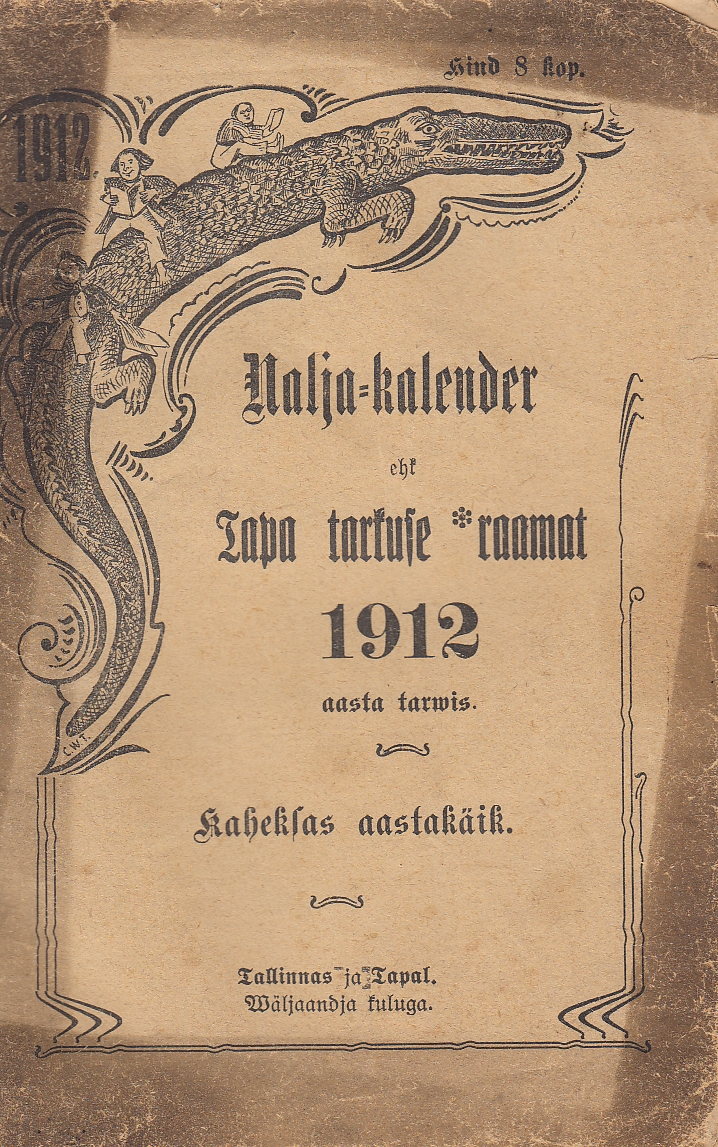 Hind 8 kop.
1912.
Nalja-kalender
ehk
Tapa tarkuse *raamat
1912
aasta tarwis.
C.W.T.
Kaheksas aastakäik.
Tallinnas ja Tapal.
Wäljaandja kuluga.